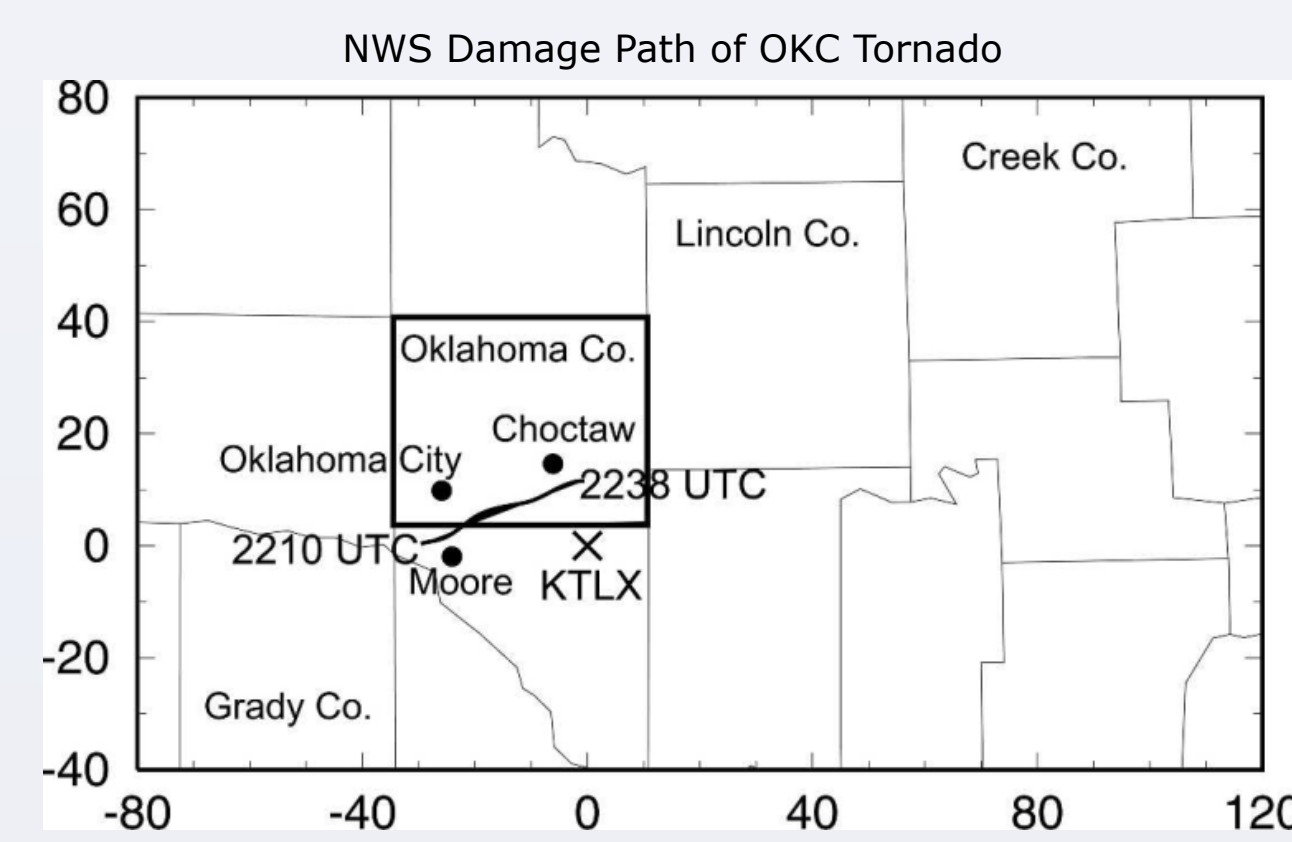 NWS Damage Path of OKC Tornado
80
60
40
20
0
-20
-40
-80
-40
0
40
80
120
Creek Co.
Lincoln Co.
Oklahoma Co.
Choctaw
Oklahoma City
2238 UTC
2210 UTC
Moore
KTLX
Grady Co.